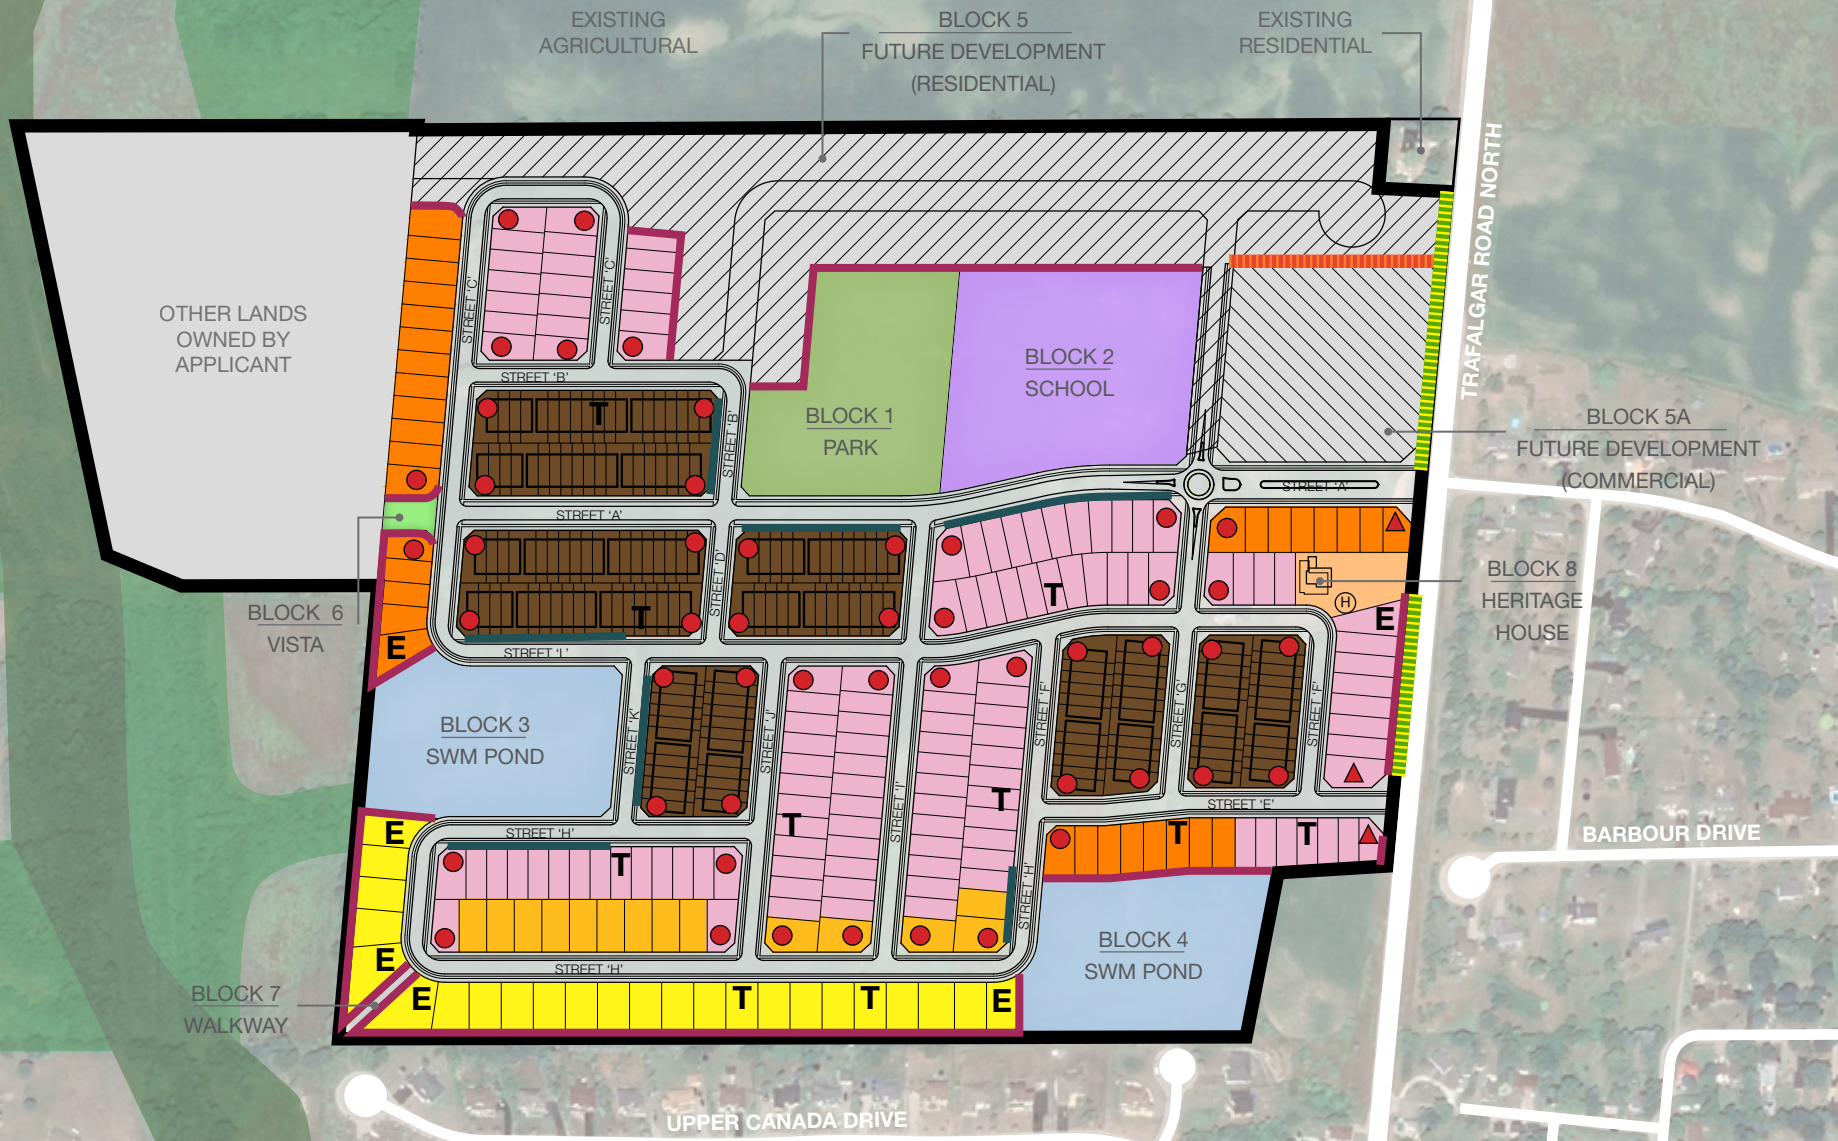 EXISTING
AGRICULTURAL
BLOCK 5
FUTURE DEVELOPMENT
(RESIDENTIAL)
EXISTING
RESIDENTIAL
TRAFALGAR ROAD NORTH
OTHER LANDS
OWNED BY
APPLICANT
STREET 'C'
STREET 'C'
STREET 'B'
STREET 'B'
T
BLOCK 1
PARK
BLOCK 2
SCHOOL
BLOCK 5A
FUTURE DEVELOPMENT
(COMMERCIAL)
STREET 'A'
STREET 'A'
BLOCK 6
VISTA
E
T
STREET 'D'
T
BLOCK 8
HERITAGE
HOUSE
H
E
STREET 'L'
BLOCK 3
SWM POND
STREET 'K'
STREET 'J'
STREET 'I'
STREET 'F'
STREET 'G'
STREET 'F'
T
T
STREET 'E'
T
T
BARBOUR DRIVE
E
STREET 'H'
T
STREET 'H'
BLOCK 4
SWM POND
E
STREET 'H'
BLOCK 7
WALKWAY
E
T
T
E
UPPER CANADA DRIVE